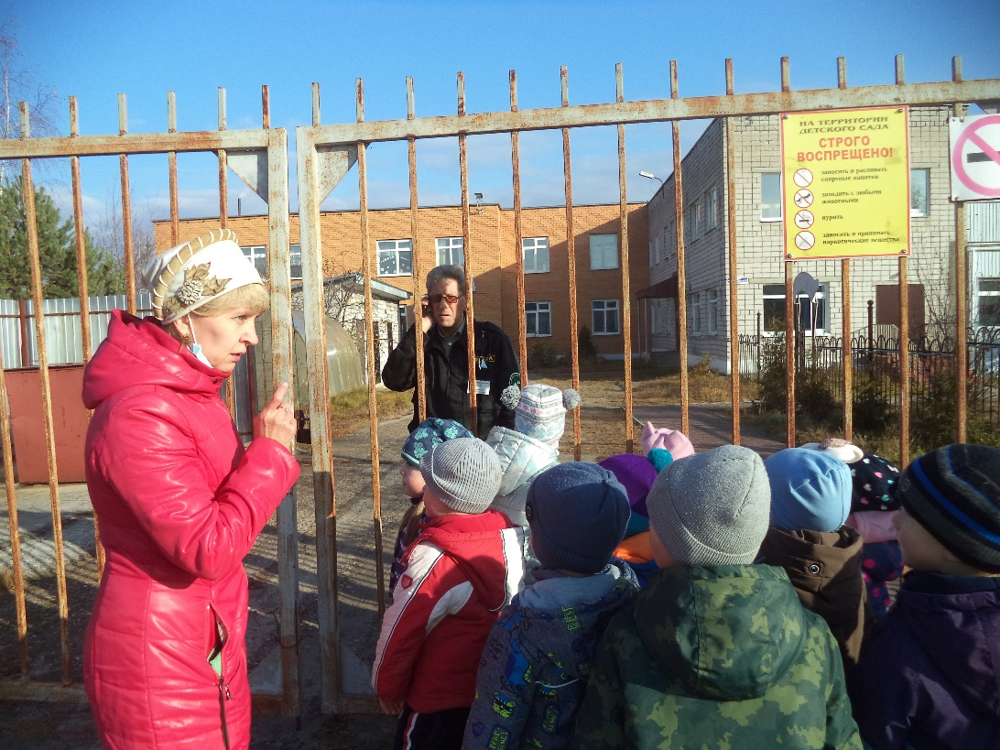 НА ТЕРРИТОРИИ
ДЕТСКОГО САДА
СТРОГО
ВОСПРЕЩЕНО!
заносить и распивать
спиртные напитки
заходить с любыми
животными
курить
заносить и принимать
наркотические вещества